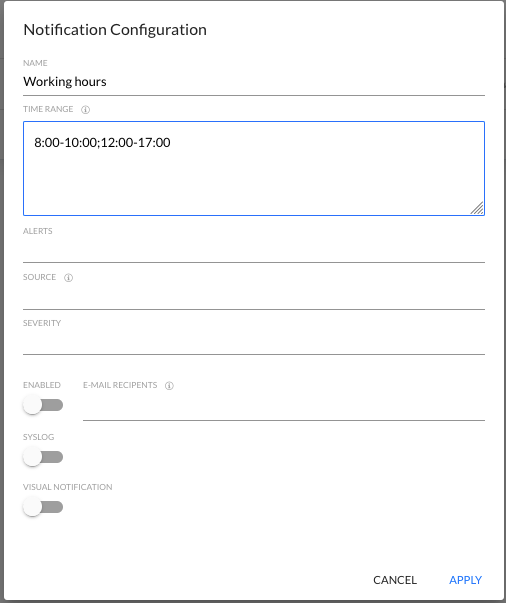 Notification Configuration
NAME
Working hours
TIME RANGE
8:00-10:00;12:00-17:00
ALERTS
SOURCE
SEVERITY
ENABLED E-MAIL RECIPENTS
SYSLOG
VISUAL NOTIFICATION
CANCEL APPLY